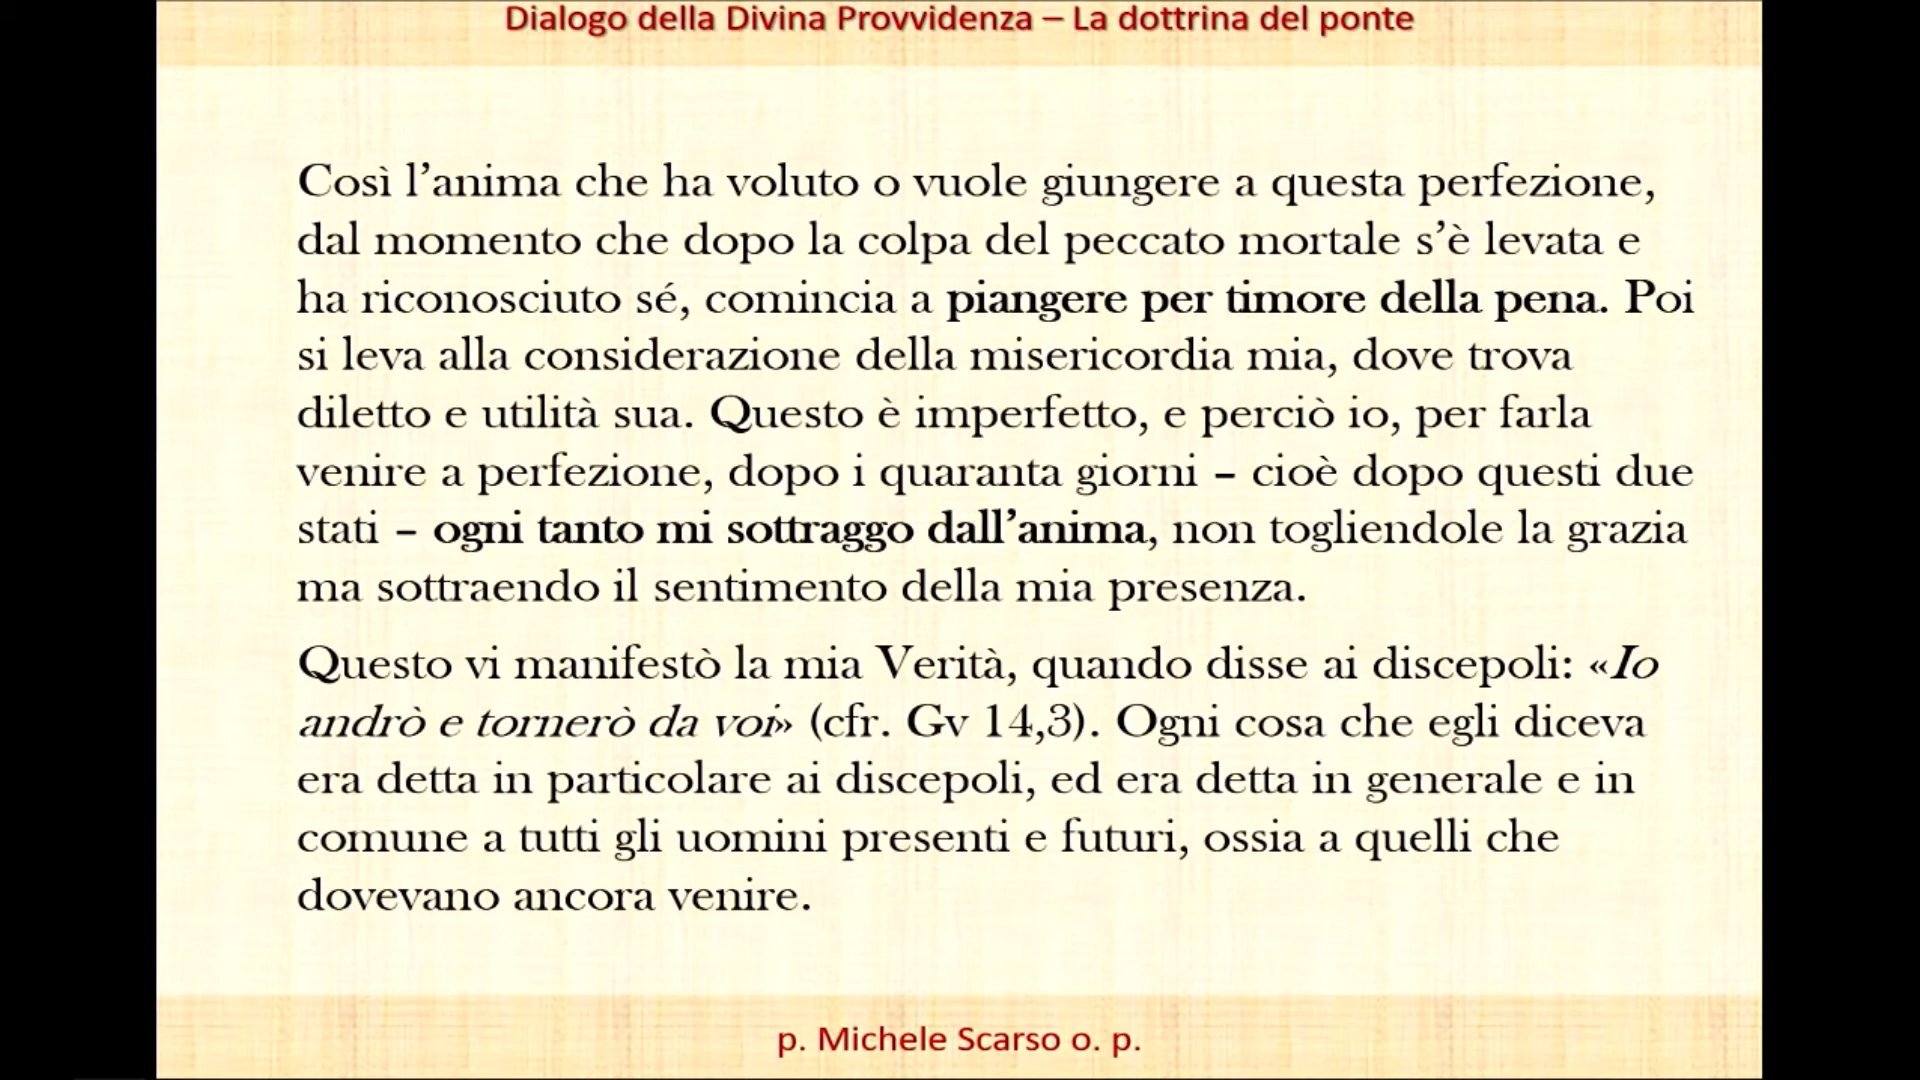 Dialogo della Divina Provvidenza – La dottrina del ponte
Così l’anima che ha voluto o vuole giungere a questa perfezione,
dal momento che dopo la colpa del peccato mortale s’è levata e
ha riconosciuto sé, comincia a piangere per timore della pena. Poi
si leva alla considerazione della misericordia mia, dove trova
diletto e utilità sua. Questo è imperfetto, e perciò io, per farla
venire a perfezione, dopo i quaranta giorni – cioè dopo questi due
stati – ogni tanto mi sottraggo dall’anima, non togliendole la grazia
ma sottraendo il sentimento della mia presenza.
Questo vi manifestò la mia Verità, quando disse ai discepoli: «Io
andrò e tornerò da voi» (cfr. Gv 14,3). Ogni cosa che egli diceva
era detta in particolare ai discepoli, ed era detta in generale e in
comune a tutti gli uomini presenti e futuri, ossia a quelli che
dovevano ancora venire.
p. Michele Scarso o. p.